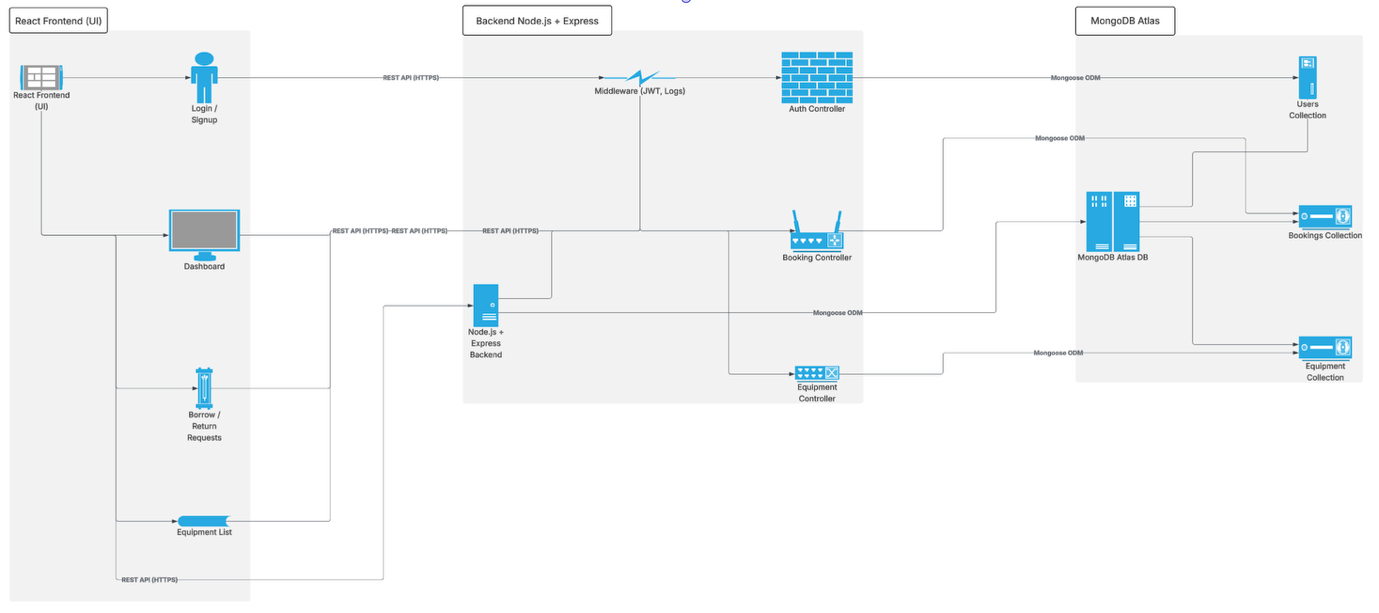 React Frontend (UI)
Backend Node.js + Express
MongoDB Atlas
React Frontend
(UI)
Login /
Signup
REST API (HTTPS)
Middleware (JWT, Logs)
Auth Controller
Mongoose ODM
Users
Collection
Mongoose ODM
Dashboard
REST API (HTTPS)
REST API (HTTPS)
REST API (HTTPS)
Booking Controller
MongoDB Atlas DB
Bookings Collection
Node.js +
Express
Backend
Mongoose ODM
Mongoose ODM
Equipment
Controller
Equipment
Collection
Borrow /
Return
Requests
Equipment List
REST API (HTTPS)